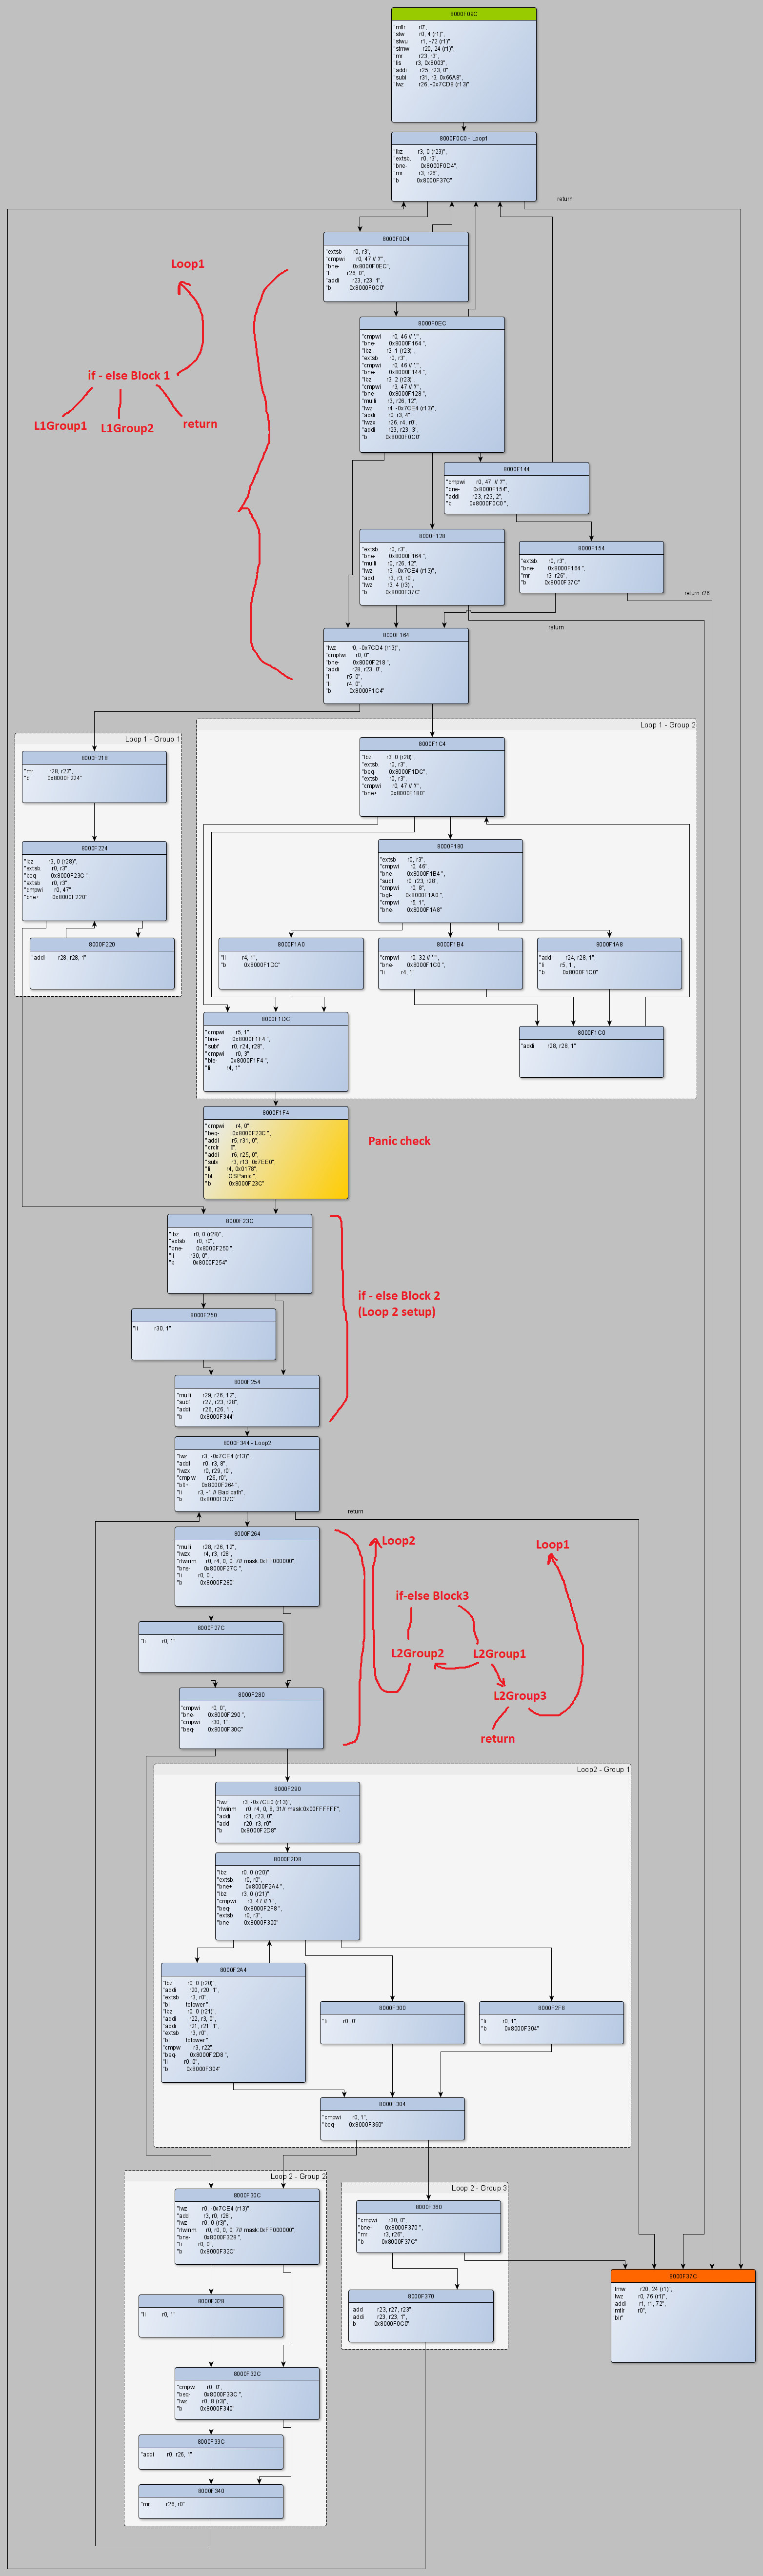 8000F09C
"mflr r0",
"stw r0, 4 (r1)",
"stwu r1, -72 (r1)",
"stmw r20, 24 (r1)",
"mr r23, r3",
"lis r3, 0x8003",
"addi r25, r23, 0",
"subi r31, r3, 0x66A8",
"lwz r26, -0x7CD8 (r13)"
8000F0C0 - Loop1
"lbz r3, 0 (r23)",
"extsb. r0, r3",
"bne- 0x8000F0D4",
"mr r3, r26",
"b 0x8000F37C"
return
8000F0D4
"extsb r0, r3",
"cmpwi r0, 47 // '/'",
"bne- 0x8000F0EC",
"li r26, 0",
"addi r23, r23, 1",
"b 0x8000F0C0"
Loop1
if - else Block 1
L1Group1
L1Group2
return
8000F0EC
"cmpwi r0, 46 // '.'",
"bne- 0x8000F164",
"lbz r3, 1 (r23)",
"extsb r0, r3",
"cmpwi r0, 46 // '.'",
"bne- 0x8000F144",
"lbz r3, 2 (r23)",
"cmpwi r3, 47 // '/'",
"bne- 0x8000F128",
"mulli r3, r26, 12",
"lwz r4, -0x7CE4 (r13)",
"addi r0, r3, 4",
"lwzx r26, r4, r0",
"addi r23, r23, 3",
"b 0x8000F0C0"
8000F144
"cmpwi r0, 47 // '/'",
"bne- 0x8000F154",
"addi r23, r23, 2",
"b 0x8000F0C0",
8000F128
"extsb. r0, r3",
"bne- 0x8000F164",
"mulli r0, r26, 12",
"lwz r3, -0x7CE4 (r13)",
"add r3, r3, r0",
"lwz r3, 4 (r3)",
"b 0x8000F37C"
8000F154
"extsb. r0, r3",
"bne- 0x8000F164",
"mr r3, r26",
"b 0x8000F37C"
return r26
return
8000F164
"lwz r0, -0x7CD4 (r13)",
"cmplwi r0, 0",
"bne- 0x8000F218",
"addi r28, r23, 0",
"li r5, 0",
"li r4, 0",
"b 0x8000F1C4"
Loop 1 - Group 1
8000F218
"mr r28, r23",
"b 0x8000F224"
8000F224
"lbz r3, 0 (r28)",
"extsb. r0, r3",
"beq- 0x8000F23C",
"extsb r0, r3",
"cmpwi r0, 47",
"bne+ 0x8000F220"
8000F220
"addi r28, r28, 1"
Loop 1 - Group 2
8000F1C4
"lbz r3, 0 (r28)",
"extsb. r0, r3",
"beq- 0x8000F1DC",
"extsb r0, r3",
"cmpwi r0, 47 // '/'",
"bne+ 0x8000F180"
8000F180
"extsb r0, r3",
"cmpwi r0, 46",
"bne- 0x8000F1B4",
"subf r0, r23, r28",
"cmpwi r0, 8",
"bgt- 0x8000F1A0",
"cmpwi r5, 1",
"bne- 0x8000F1A8"
8000F1A0
"li r4, 1",
"b 0x8000F1DC"
8000F1B4
"cmpwi r0, 32 // ' '",
"bne- 0x8000F1C0",
"li r4, 1"
8000F1A8
"addi r24, r28, 1",
"li r5, 1",
"b 0x8000F1C0"
8000F1DC
"cmpwi r5, 1",
"bne- 0x8000F1F4",
"subf r0, r24, r28",
"cmpwi r0, 3",
"ble- 0x8000F1F4",
"li r4, 1"
8000F1C0
"addi r28, r28, 1"
8000F1F4
"cmpwi r4, 0",
"beq- 0x8000F23C",
"addi r5, r31, 0",
"crclr 6",
"addi r6, r25, 0",
"subi r3, r13, 0x7EE0",
"li r4, 0x0178",
"bl OSPanic",
"b 0x8000F23C"
Panic check
8000F23C
"lbz r0, 0 (r28)",
"extsb. r0, r0",
"bne- 0x8000F250",
"li r30, 0",
"b 0x8000F254"
if - else Block 2
(Loop 2 setup)
8000F250
"li r30, 1"
8000F254
"mulli r29, r26, 12",
"subf r27, r23, r28",
"addi r26, r26, 1",
"b 0x8000F344"
8000F344 - Loop2
"lwz r3, -0x7CE4 (r13)",
"addi r0, r3, 8",
"lwzx r0, r29, r0",
"cmplw r26, r0",
"blt+ 0x8000F264",
"li r3, -1 // Bad path",
"b 0x8000F37C"
return
8000F264
"mulli r28, r26, 12",
"lwzx r4, r3, r28",
"rlwinm. r0, r4, 0, 0, 7// mask:0xFF000000",
"bne- 0x8000F27C",
"li r0, 0",
"b 0x8000F280"
Loop2
Loop1
if-else Block3
L2Group2
L2Group1
L2Group3
return
8000F27C
"li r0, 1"
8000F280
"cmpwi r0, 0",
"bne- 0x8000F290",
"cmpwi r30, 1",
"beq- 0x8000F30C"
Loop2 - Group 1
8000F290
"lwz r3, -0x7CE0 (r13)",
"rlwinm r0, r4, 0, 8, 31// mask:0x00FFFFFF",
"addi r21, r23, 0",
"add r20, r3, r0",
"b 0x8000F2D8"
8000F2D8
"lbz r0, 0 (r20)",
"extsb. r0, r0",
"bne+ 0x8000F2A4",
"lbz r3, 0 (r21)",
"cmpwi r3, 47 // '/'",
"beq- 0x8000F2F8",
"extsb. r0, r3",
"bne- 0x8000F300"
8000F2A4
"lbz r0, 0 (r20)",
"addi r20, r20, 1",
"extsb r3, r0",
"bl tolower",
"lbz r0, 0 (r21)",
"addi r22, r3, 0",
"addi r21, r21, 1",
"extsb r3, r0",
"bl tolower",
"cmpw r3, r22",
"beq- 0x8000F2D8",
"li r0, 0",
"b 0x8000F304"
8000F300
"li r0, 0"
8000F2F8
"li r0, 1",
"b 0x8000F304"
8000F304
"cmpwi r0, 1",
"beq- 0x8000F360"
Loop 2 - Group 2
8000F30C
"lwz r0, -0x7CE4 (r13)",
"add r3, r0, r28",
"lwz r0, 0 (r3)",
"rlwinm. r0, r0, 0, 0, 7// mask:0xFF000000",
"bne- 0x8000F328",
"li r0, 0",
"b 0x8000F32C"
8000F328
"li r0, 1"
8000F32C
"cmpwi r0, 0",
"beq- 0x8000F33C",
"lwz r0, 8 (r3)",
"b 0x8000F340"
8000F33C
"addi r0, r26, 1"
8000F340
"mr r26, r0"
Loop 2 - Group 3
8000F360
"cmpwi r30, 0",
"bne- 0x8000F370",
"mr r3, r26",
"b 0x8000F37C"
8000F370
"add r23, r27, r23",
"addi r23, r23, 1",
"b 0x8000F0C0"
8000F37C
"lmw r20, 24 (r1)",
"lwz r0, 76 (r1)",
"addi r1, r1, 72",
"mtlr r0",
"blr"